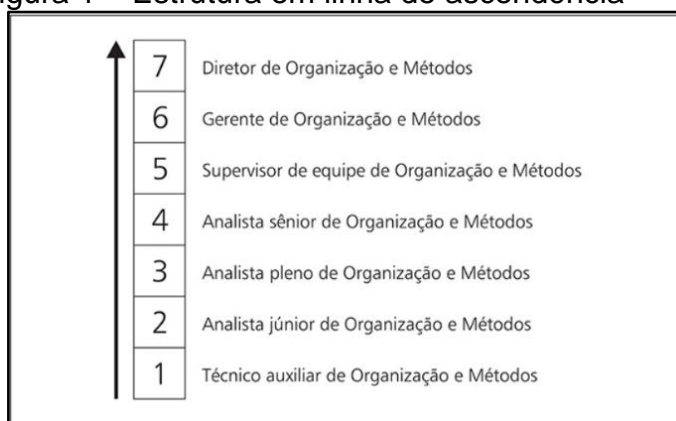 Estrutura em linha de ascendência
7 Diretor de Organização e Métodos
6 Gerente de Organização e Métodos
5 Supervisor de equipe de Organização e Métodos
4 Analista sênior de Organização e Métodos
3 Analista pleno de Organização e Métodos
2 Analista júnior de Organização e Métodos
1 Técnico auxiliar de Organização e Métodos